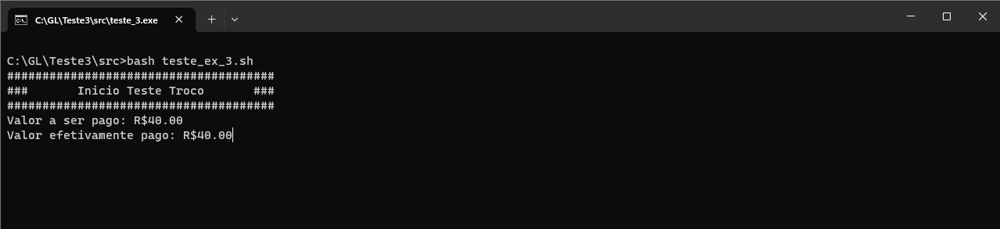 C:\GL\Teste3\src\teste_3.exe
C:\GL\Teste3\src>bash teste_ex_3.sh
######################################
###       Inicio Teste Troco       ###
######################################
Valor a ser pago: R$40.00
Valor efetivamente pago: R$40.00